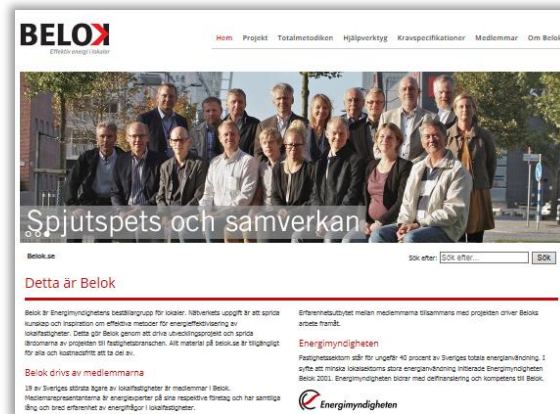 BELOK
Effektiv energi i lokaler
Hem Projekt Totalmetodiken Hjälpverktyg Kravspecifikationer Medlemmar Om Belok
Spjutspets och samverkan
Belok.se
Sök efter: Sök efter... Sök
Detta är Belok
Belok är Energimyndighetens beställargrupp för lokaler. Nätverkets uppgift är att sprida
kunskap och inspiration om effektiva metoder för energieffektivisering av
lokalfastigheter. Detta gör Belok genom att driva utvecklingsprojekt och sprida
lärdomarna av projekten till fastighetsbranschen. Allt material på belok.se är tillgängligt
för alla och kostnadsfritt att ta del av.
Belok drivs av medlemmarna
19 av Sveriges största ägare av lokalfastigheter är medlemmar i Belok.
Medlemsrepresentanterna är energiexperter på sina respektive företag och har samtliga
lång och bred erfarenhet av energifrågor i lokalfastigheter.
Erfarenhetsutbytet mellan medlemmarna tillsammans med projekten driver Beloks
arbete framåt.
Energimyndigheten
Fastighetssektorn står för ungefär 40 procent av Sveriges totala energianvändning. I
syfte att minska lokalsektorns stora energianvändning initierade Energimyndigheten
Belok 2001. Energimyndigheten bidrar med delfinansiering och kompetens till Belok.
Energimyndigheten